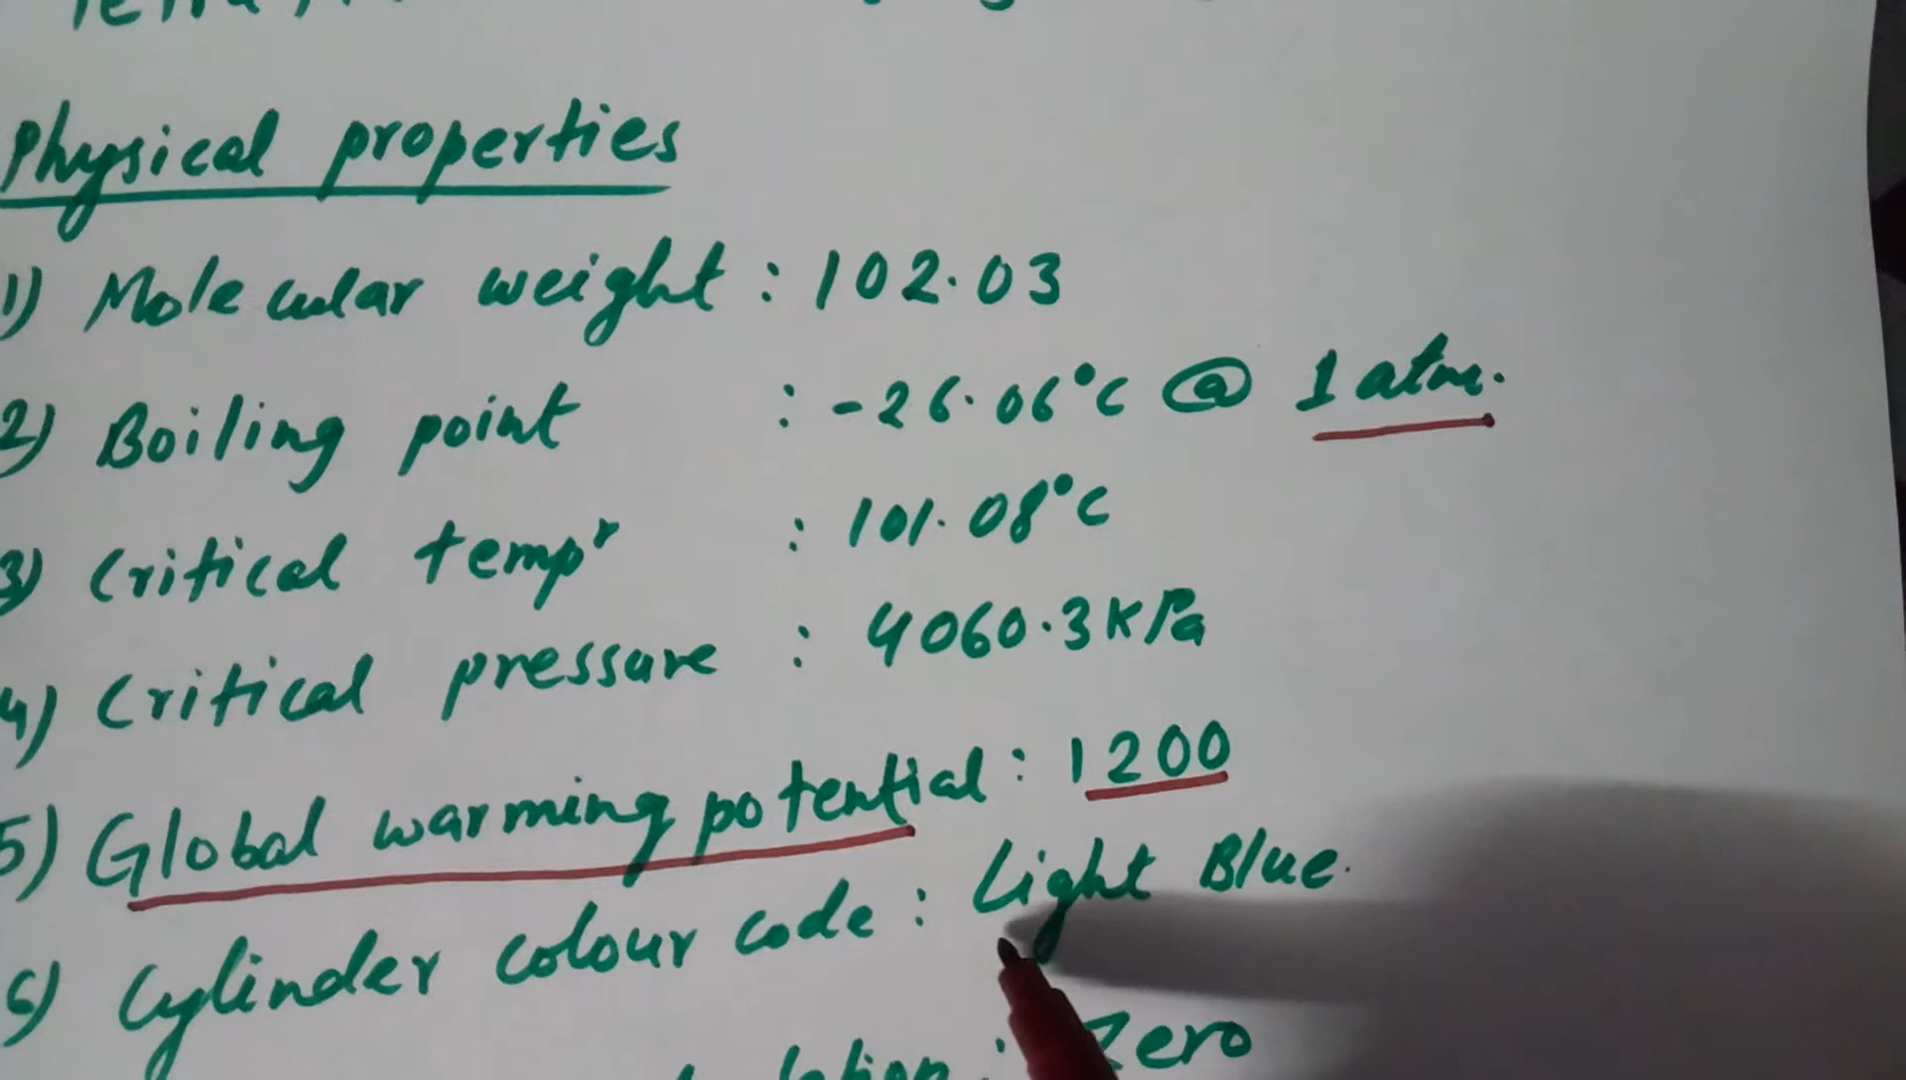 Physical properties
1) Molecular weight : 102.03
2) Boiling point : -26.06°C @ 1 atm.
3) Critical tempr : 101.08°C
4) Critical pressure : 4060.3 KPa
5) Global warming potential : 1200
6) Cylinder colour code : Light Blue.
: Zero